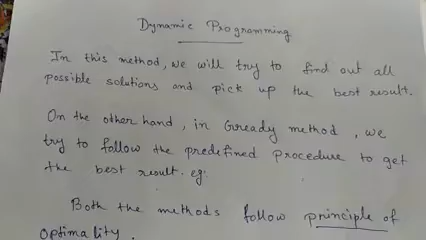 Dynamic Programming
In this method, we will try to find out all
possible solutions and pick up the best result.
On the other hand, in Gready method, we
try to follow the predefined procedure to get
the best result. eg:
Both the methods follow principle of
Optimality.